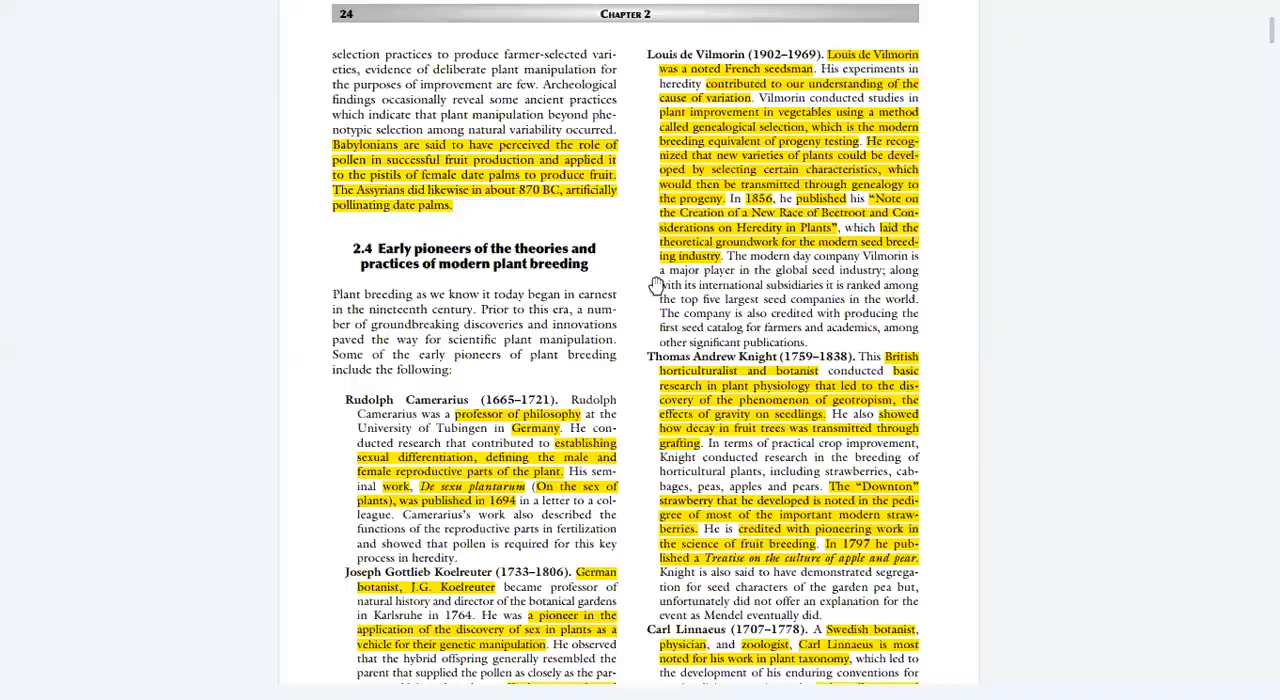 24
CHAPTER 2
selection practices to produce farmer-selected vari-
eties, evidence of deliberate plant manipulation for
the purposes of improvement are few. Archeological
findings occasionally reveal some ancient practices
which indicate that plant manipulation beyond phe-
notypic selection among natural variability occurred.
Babylonians are said to have perceived the role of
pollen in successful fruit production and applied it
to the pistils of female date palms to produce fruit.
The Assyrians did likewise in about 870 BC, artificially
pollinating date palms.
2.4 Early pioneers of the theories and
practices of modern plant breeding
Plant breeding as we know it today began in earnest
in the nineteenth century. Prior to this era, a num-
ber of groundbreaking discoveries and innovations
paved the way for scientific plant manipulation.
Some of the early pioneers of plant breeding
include the following:
Rudolph Camerarius (1665–1721). Rudolph
Camerarius was a professor of philosophy at the
University of Tubingen in Germany. He con-
ducted research that contributed to establishing
sexual differentiation, defining the male and
female reproductive parts of the plant. His sem-
inal work, De sexu plantarum (On the sex of
plants), was published in 1694 in a letter to a col-
league. Camerarius's work also described the
functions of the reproductive parts in fertilization
and showed that pollen is required for this key
process in heredity.
Joseph Gottlieb Koelreuter (1733–1806). German
botanist, J.G. Koelreuter became professor of
natural history and director of the botanical gardens
in Karlsruhe in 1764. He was a pioneer in the
application of the discovery of sex in plants as a
vehicle for their genetic manipulation. He observed
that the hybrid offspring generally resembled the
parent that supplied the pollen as closely as the par-
Louis de Vilmorin (1902–1969). Louis de Vilmorin
was a noted French seedsman. His experiments in
heredity contributed to our understanding of the
cause of variation. Vilmorin conducted studies in
plant improvement in vegetables using a method
called genealogical selection, which is the modern
breeding equivalent of progeny testing. He recog-
nized that new varieties of plants could be devel-
oped by selecting certain characteristics, which
would then be transmitted through genealogy to
the progeny. In 1856, he published his “Note on
the Creation of a New Race of Beetroot and Con-
siderations on Heredity in Plants”, which laid the
theoretical groundwork for the modern seed breed-
ing industry. The modern day company Vilmorin is
a major player in the global seed industry; along
with its international subsidiaries it is ranked among
the top five largest seed companies in the world.
The company is also credited with producing the
first seed catalog for farmers and academics, among
other significant publications.
Thomas Andrew Knight (1759–1838). This British
horticulturalist and botanist conducted basic
research in plant physiology that led to the dis-
covery of the phenomenon of geotropism, the
effects of gravity on seedlings. He also showed
how decay in fruit trees was transmitted through
grafting. In terms of practical crop improvement,
Knight conducted research in the breeding of
horticultural plants, including strawberries, cab-
bages, peas, apples and pears. The “Downton”
strawberry that he developed is noted in the pedi-
gree of most of the important modern straw-
berries. He is credited with pioneering work in
the science of fruit breeding. In 1797 he pub-
lished a Treatise on the culture of apple and pear.
Knight is also said to have demonstrated segrega-
tion for seed characters of the garden pea but,
unfortunately did not offer an explanation for the
event as Mendel eventually did.
Carl Linnaeus (1707–1778). A Swedish botanist,
physician, and zoologist, Carl Linnaeus is most
noted for his work in plant taxonomy, which led to
the development of his enduring conventions for